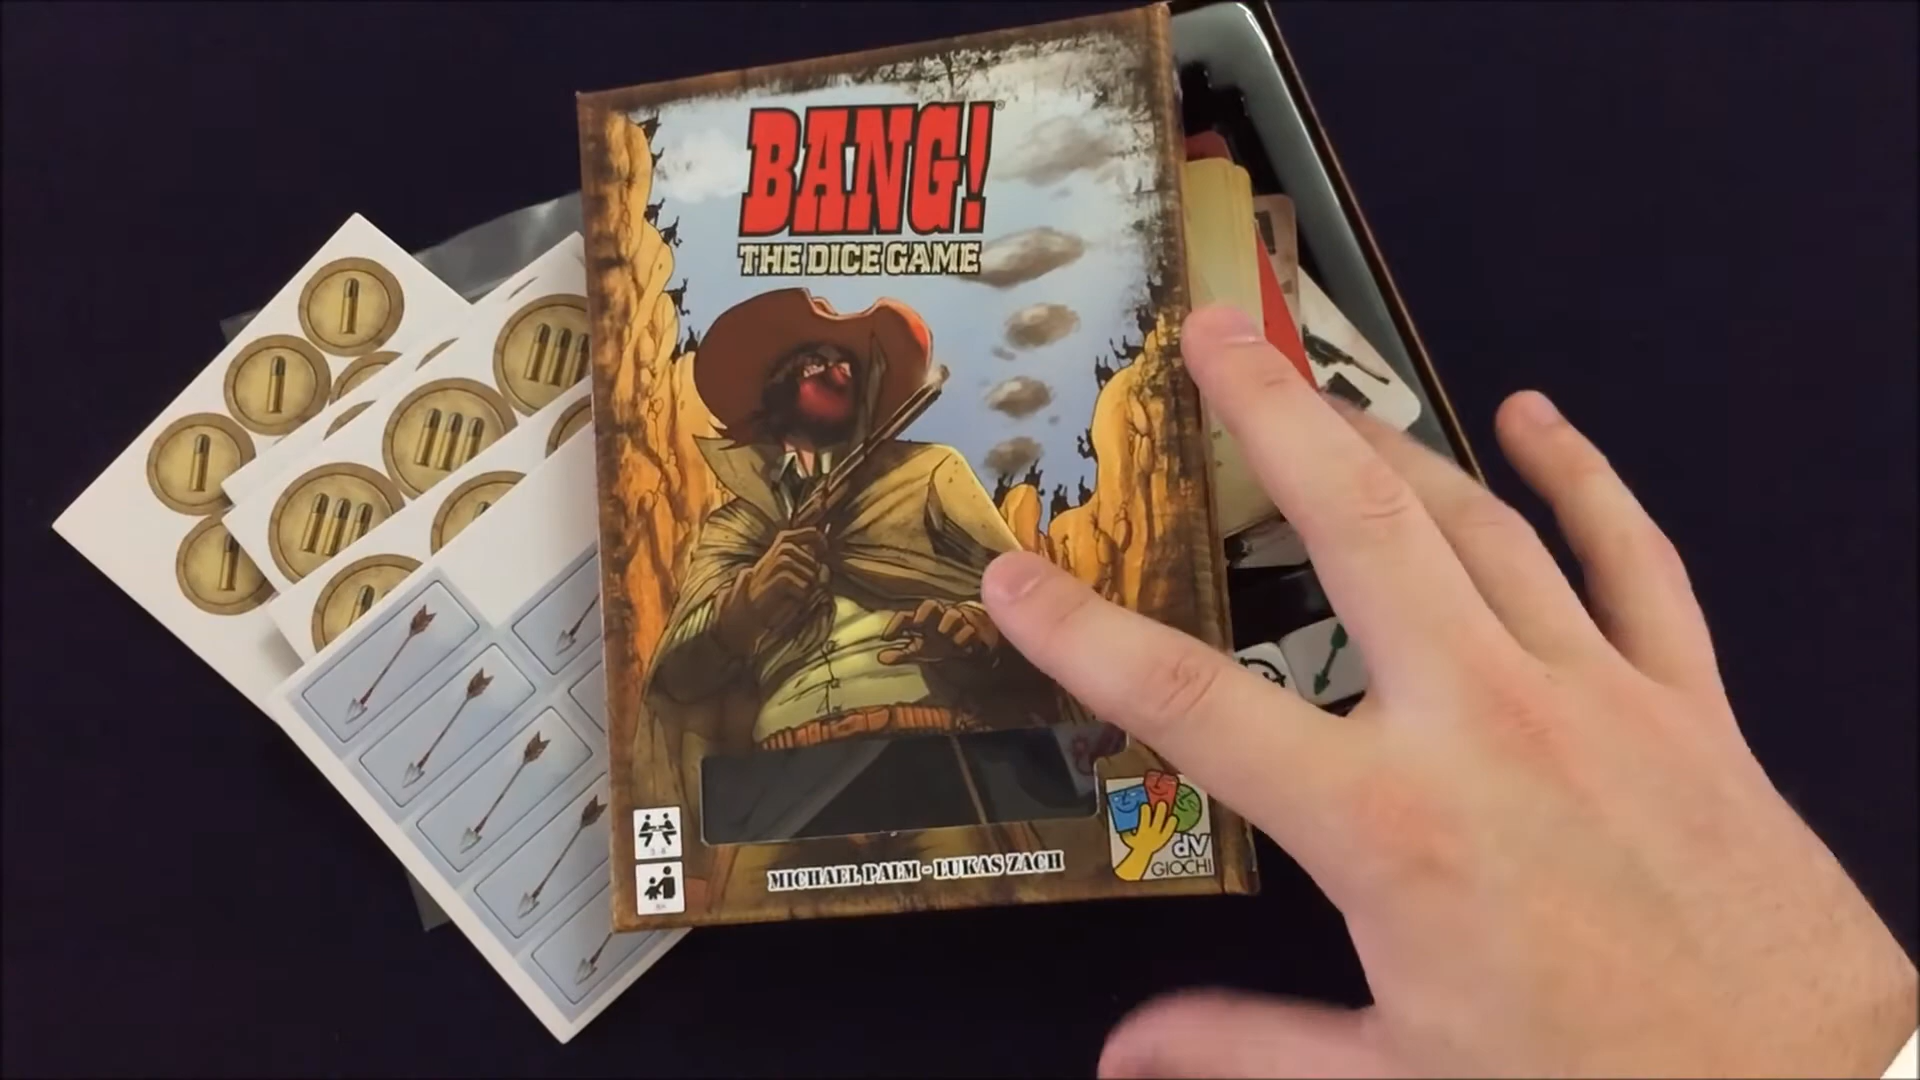 BANG!®
THE DICE GAME
MICHAEL PALM - LUKAS ZACH
dV
GIOCHI